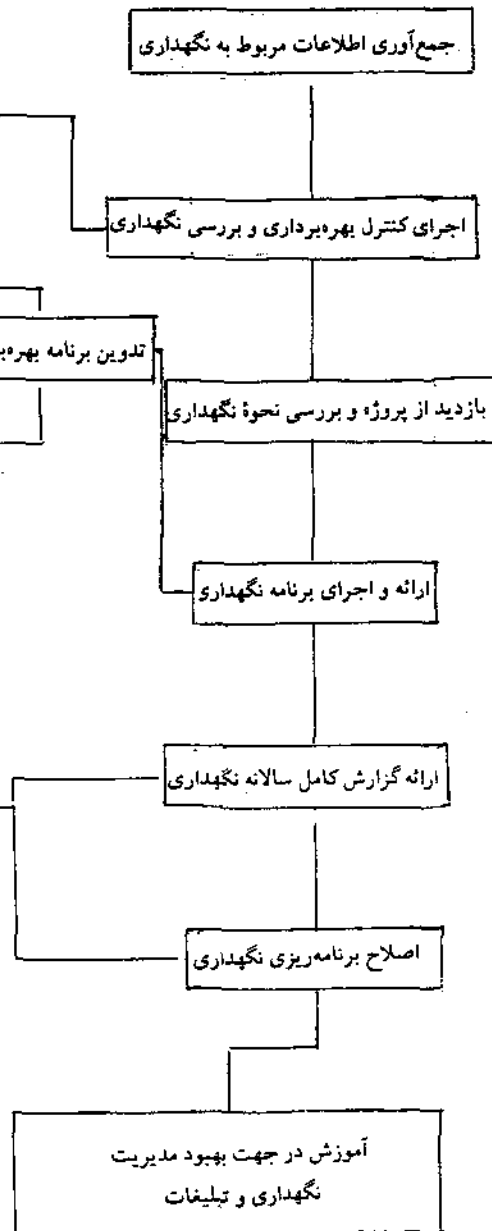 جمع‌آوری اطلاعات مربوط به نگهداری
اجرای کنترل بهره‌برداری و بررسی نگهداری
تدوین برنامه
بازدید از پروژه و بررسی نحوهٔ نگهداری
ارائه و اجرای برنامه نگهداری
ارائه گزارش کامل سالانه نگهداری
اصلاح برنامه‌ریزی نگهداری
آموزش در جهت بهبود مدیریت
نگهداری و تبلیغات